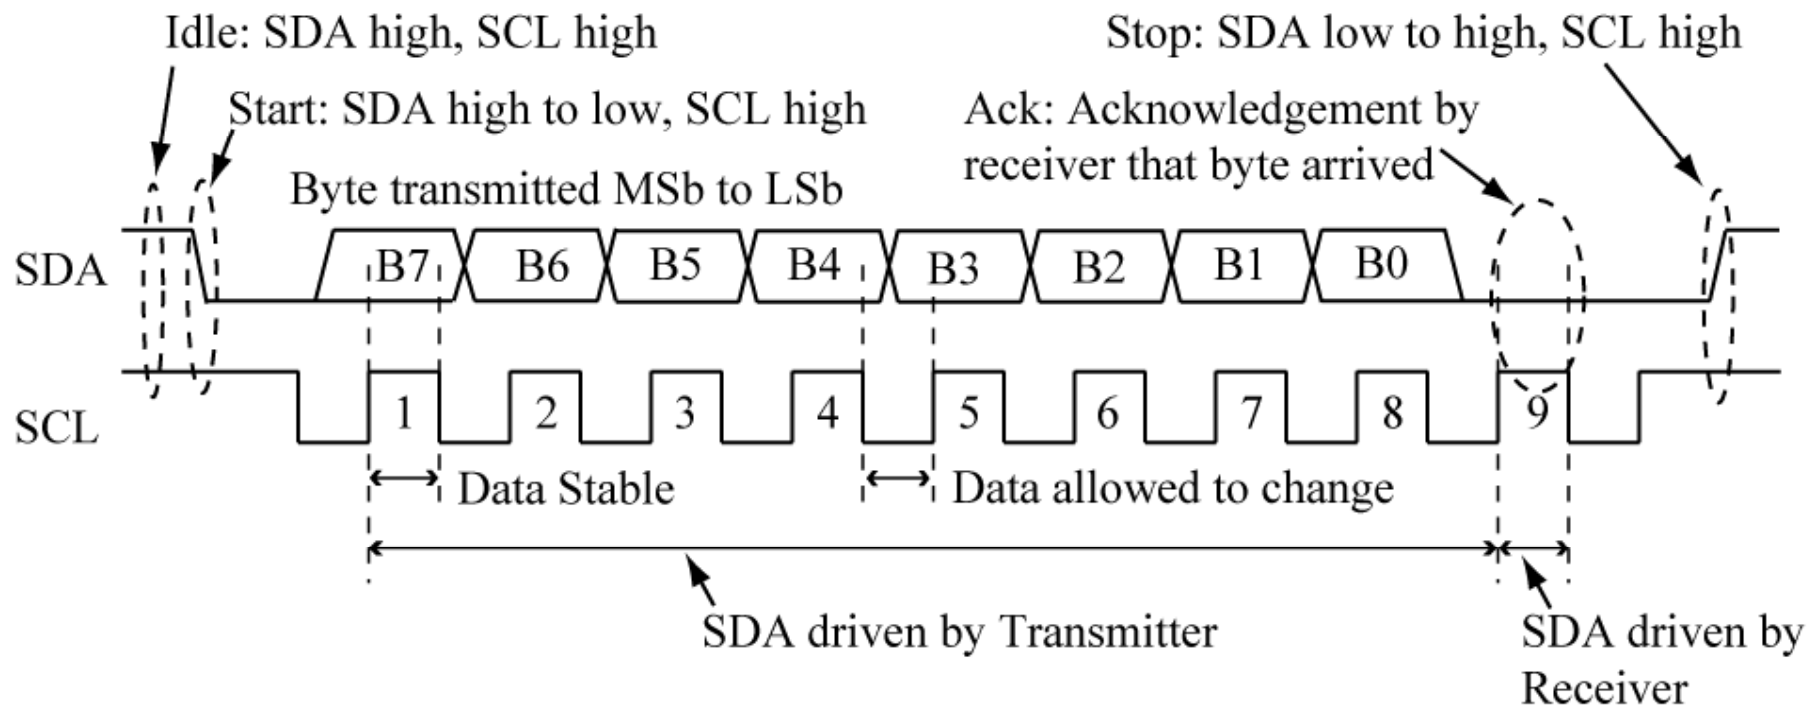 Idle: SDA high, SCL high
Stop: SDA low to high, SCL high
Start: SDA high to low, SCL high
Ack: Acknowledgement by
receiver that byte arrived
Byte transmitted MSb to LSb
SDA
B7 B6 B5 B4 B3 B2 B1 B0
SCL
1 2 3 4 5 6 7 8 9
Data Stable
Data allowed to change
SDA driven by Transmitter
SDA driven by
Receiver